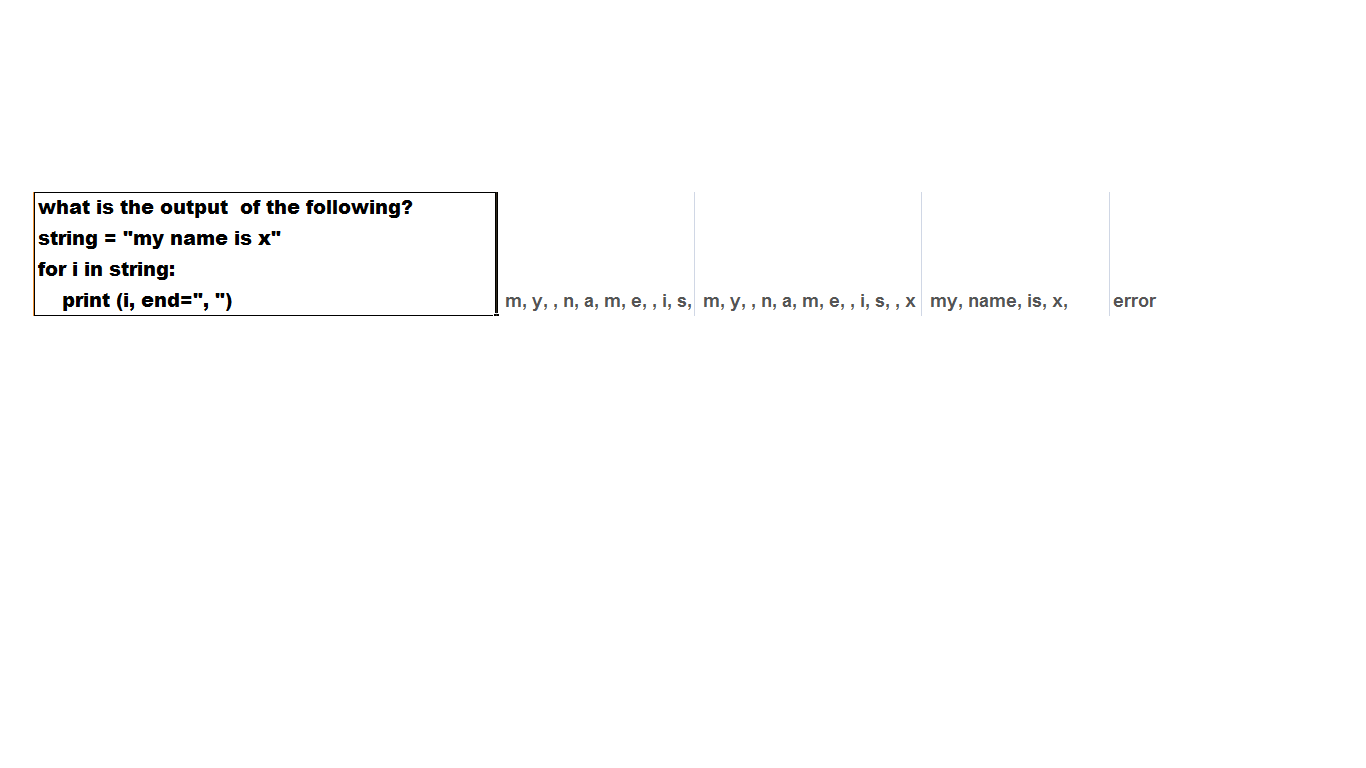 what is the output  of the following?
string = "my name is x"
for i in string:
    print (i, end=", ")
m, y, , n, a, m, e, , i, s,
m, y, , n, a, m, e, , i, s, , x
my, name, is, x,
error